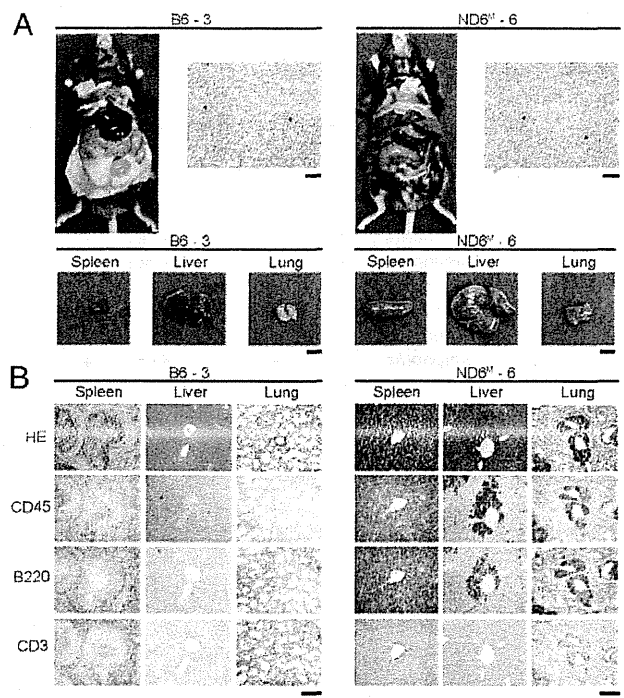 A
B6 - 3
ND6ᴹ - 6
B6 - 3
ND6ᴹ - 6
Spleen Liver Lung
Spleen Liver Lung
B
B6 - 3
ND6ᴹ - 6
Spleen Liver Lung
Spleen Liver Lung
HE
CD45
B220
CD3